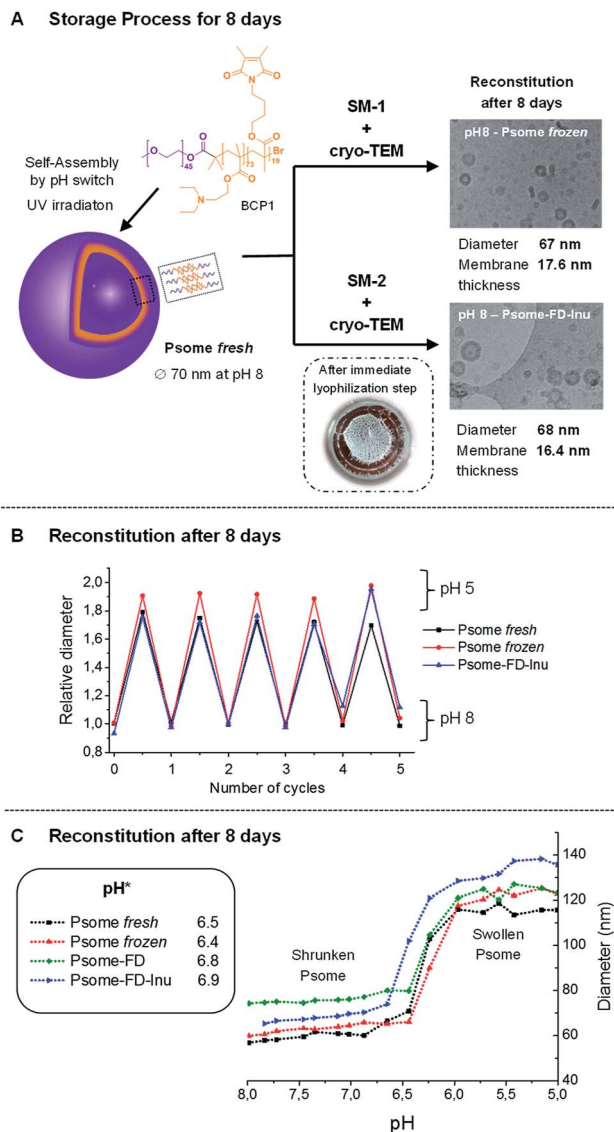 A Storage Process for 8 days
Self-Assembly
by pH switch
UV irradiaton
O
N
O
O
O
O
O
45
73
19
Br
O
O
N
BCP1
SM-1
+
cryo-TEM
Reconstitution
after 8 days
pH8 - Psome frozen
Diameter 67 nm
Membrane 17.6 nm
thickness
Psome fresh
∅ 70 nm at pH 8
SM-2
+
cryo-TEM
After immediate
lyophilization step
pH 8 – Psome-FD-Inu
Diameter 68 nm
Membrane 16.4 nm
thickness
B Reconstitution after 8 days
Relative diameter
2,0
1,8
1,6
1,4
1,2
1,0
0,8
0 1 2 3 4 5
Number of cycles
pH 5
Psome fresh
Psome frozen
Psome-FD-Inu
pH 8
C Reconstitution after 8 days
pH*
Psome fresh 6.5
Psome frozen 6.4
Psome-FD 6.8
Psome-FD-Inu 6.9
Shrunken
Psome
Swollen
Psome
140
120
100
80
60
40
Diameter (nm)
8,0 7,5 7,0 6,5 6,0 5,5 5,0
pH